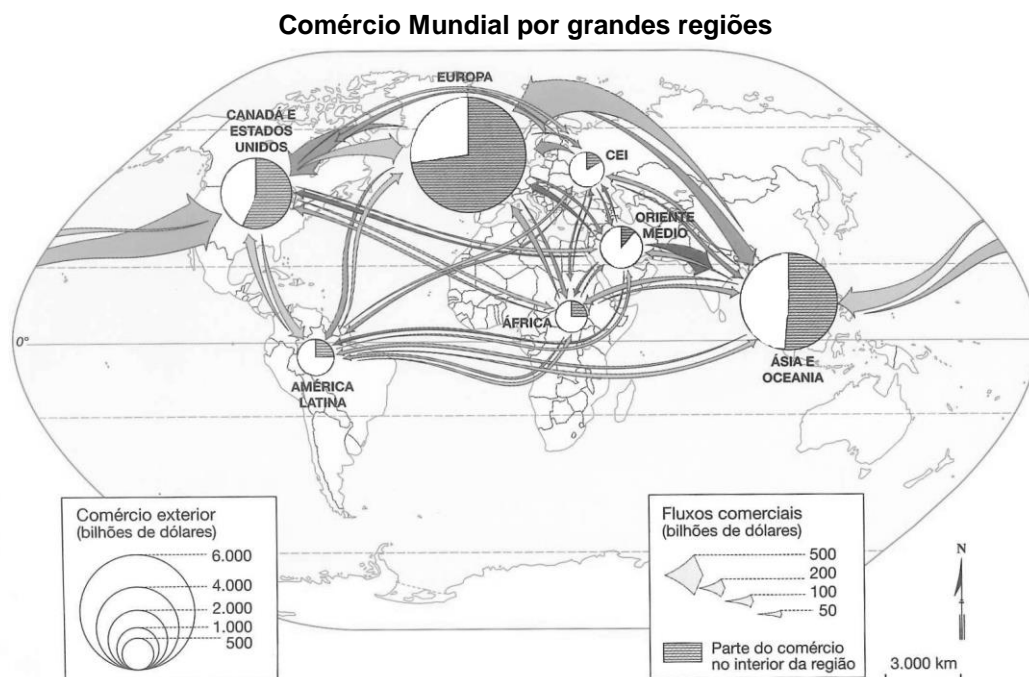 Comércio Mundial por grandes regiões
EUROPA
CANADÁ E
ESTADOS
UNIDOS
CEI
ORIENTE
MÉDIO
ÁFRICA
0°
ÁSIA E
OCEANIA
AMÉRICA
LATINA
Comércio exterior
(bilhões de dólares)
6.000
4.000
2.000
1.000
500
Fluxos comerciais
(bilhões de dólares)
500
200
100
50
Parte do comércio
no interior da região
N
3.000 km